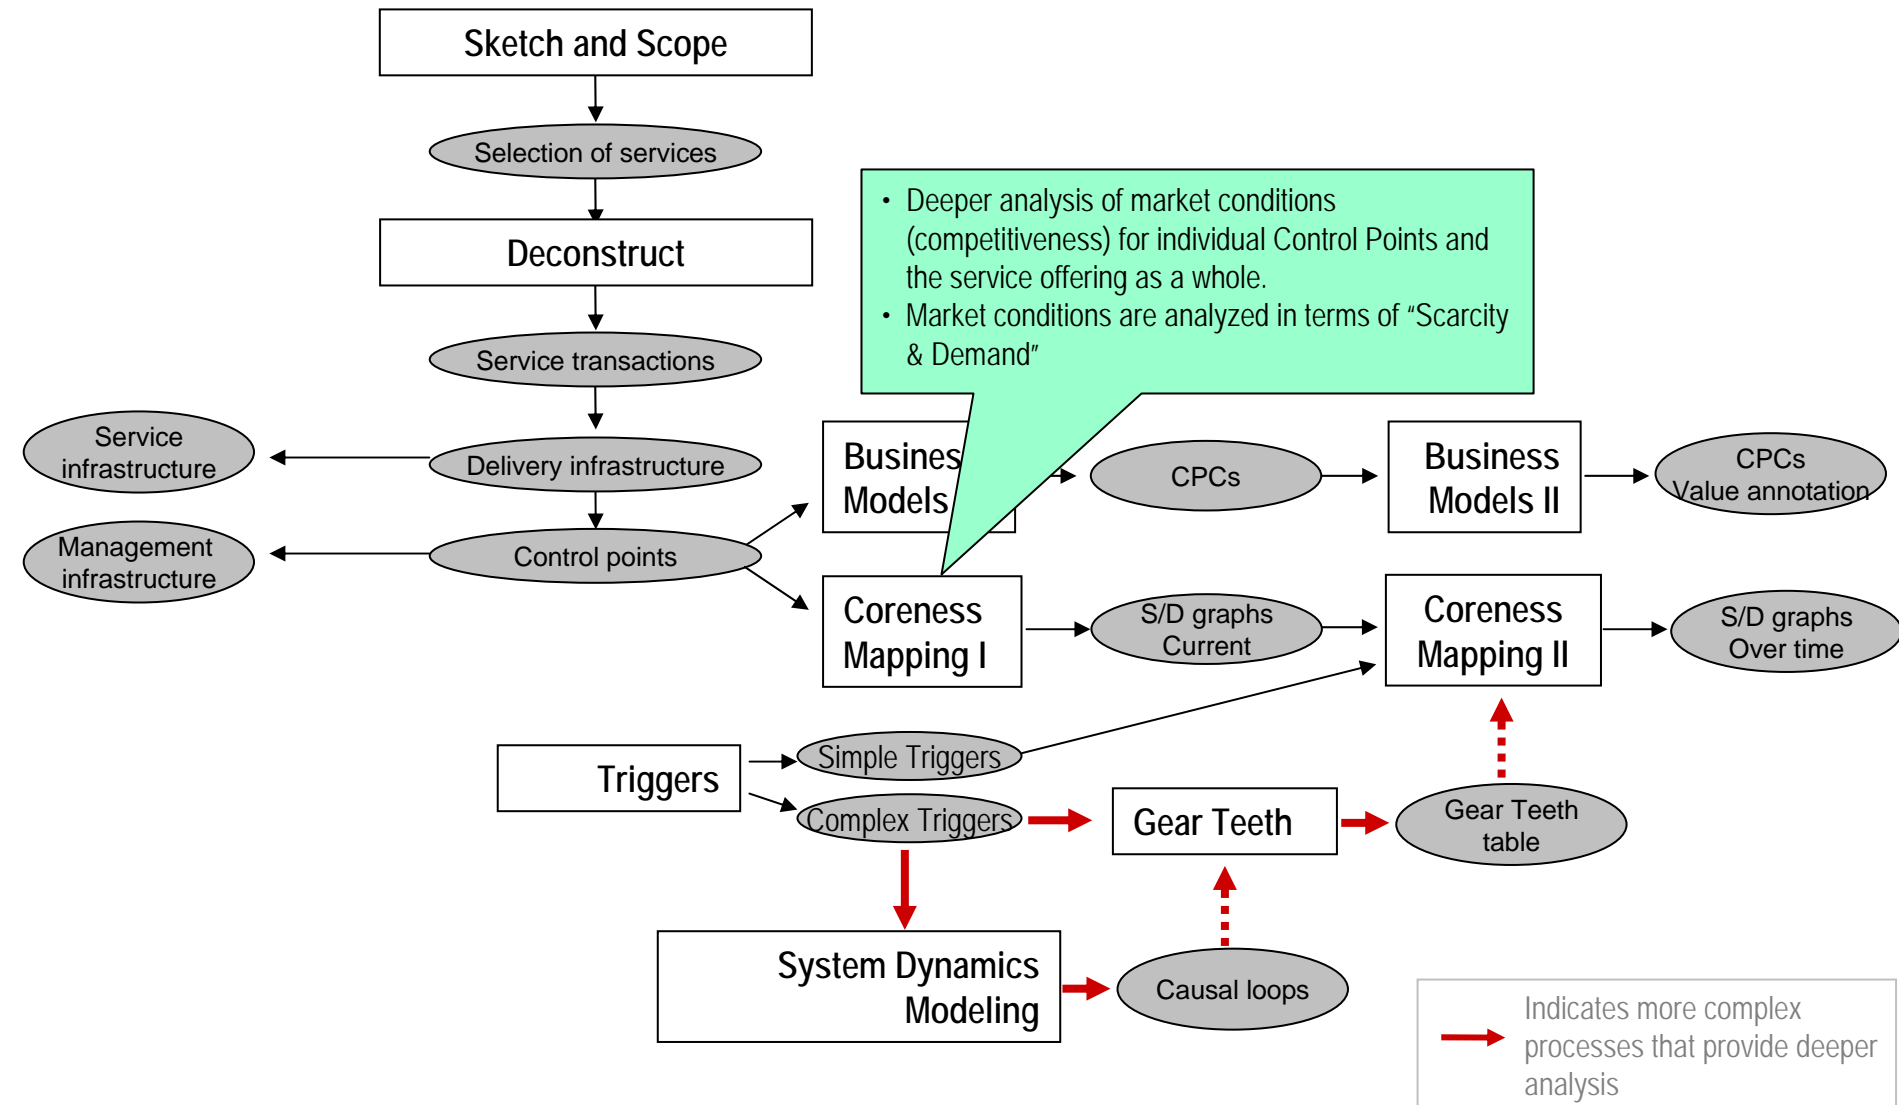 Sketch and Scope
Selection of services
Deconstruct
Service transactions
Delivery infrastructure
Control points
Service
infrastructure
Management
infrastructure
• Deeper analysis of market conditions
(competitiveness) for individual Control Points and
the service offering as a whole.
• Market conditions are analyzed in terms of “Scarcity
& Demand”
Busines
Models
CPCs
Business
Models II
CPCs
Value annotation
Coreness
Mapping I
S/D graphs
Current
Coreness
Mapping II
S/D graphs
Over time
Triggers
Simple Triggers
Complex Triggers
Gear Teeth
Gear Teeth
table
System Dynamics
Modeling
Causal loops
Indicates more complex
processes that provide deeper
analysis